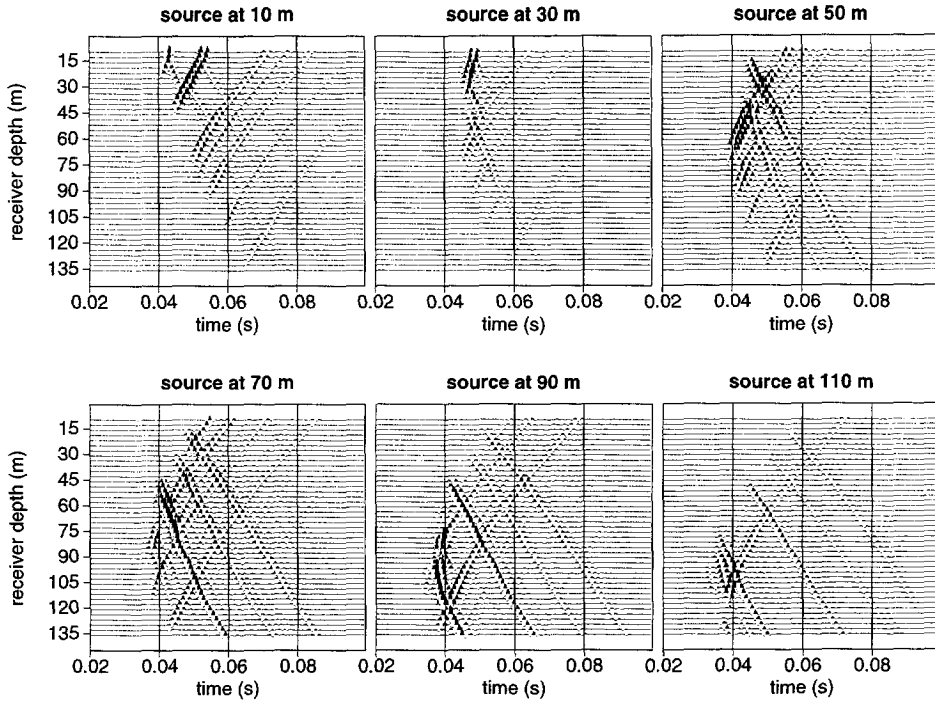 source at 10 m
source at 30 m
source at 50 m
receiver depth (m)
15
30
45
60
75
90
105
120
135
0.02 0.04 0.06 0.08 0.02 0.04 0.06 0.08 0.02 0.04 0.06 0.08
time (s)
time (s)
time (s)
source at 70 m
source at 90 m
source at 110 m
receiver depth (m)
15
30
45
60
75
90
105
120
135
0.02 0.04 0.06 0.08 0.02 0.04 0.06 0.08 0.02 0.04 0.06 0.08
time (s)
time (s)
time (s)